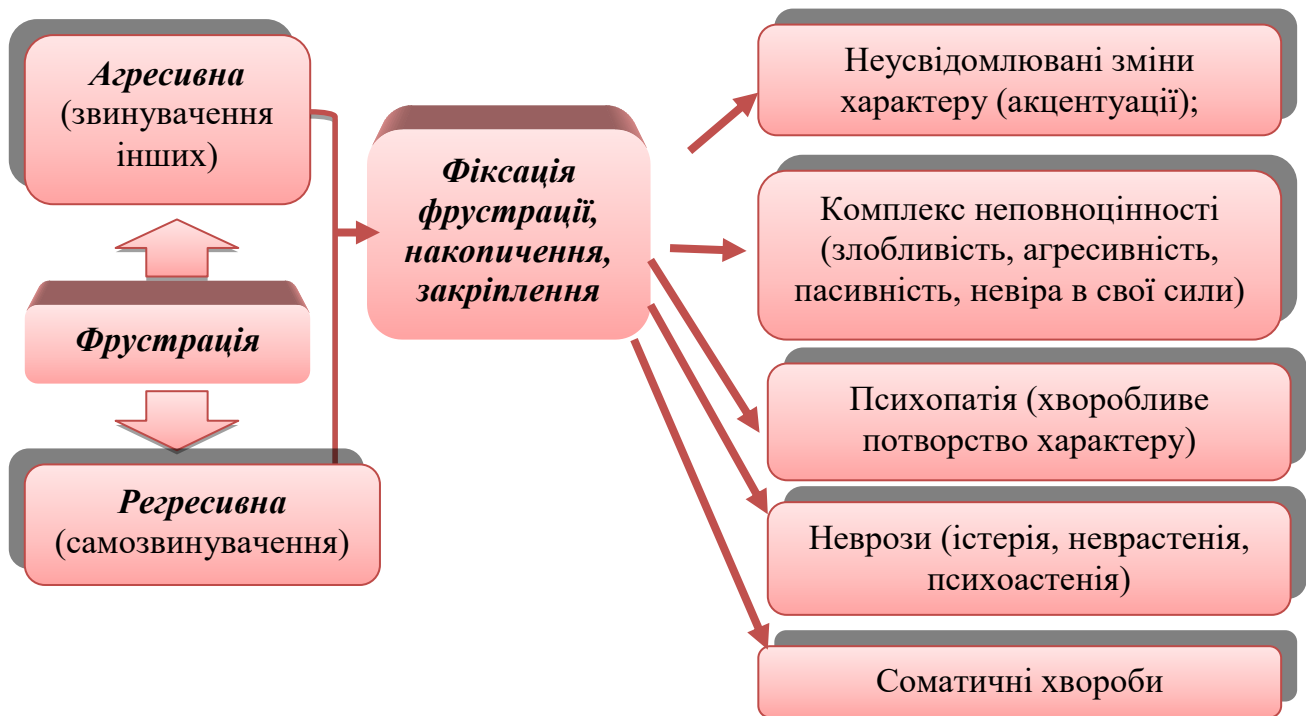 Агресивна
(звинувачення
інших)
Фрустрація
Регресивна
(самозвинувачення)
Фіксація
фрустрації,
накопичення,
закріплення
Неусвідомлювані зміни
характеру (акцентуації);
Комплекс неповноцінності
(злобливість, агресивність,
пасивність, невіра в свої сили)
Психопатія (хворобливе
потворство характеру)
Неврози (істерія, неврастенія,
психоастенія)
Соматичні хвороби